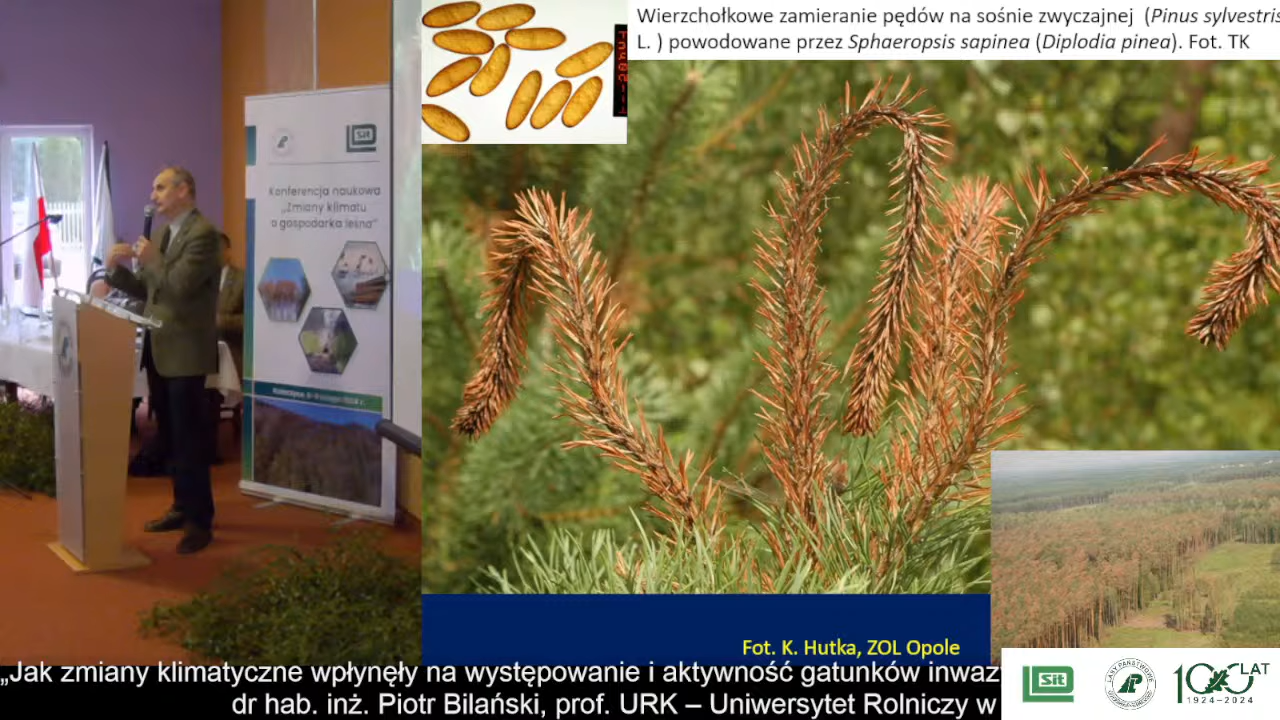 Wierzchołkowe zamieranie pędów na sośnie zwyczajnej (Pinus sylvestris
L. ) powodowane przez Sphaeropsis sapinea (Diplodia pinea). Fot. TK
Sit
Konferencja naukowa
„Zmiany klimatu
a gospodarka leśna”
Fot. K. Hutka, ZOL Opole
„Jak zmiany klimatyczne wpłynęły na występowanie i aktywność gatunków inwaz
dr hab. inż. Piotr Bilański, prof. URK – Uniwersytet Rolniczy w
Sit
LASY PAŃSTWOWE
100 LAT
1924–2024